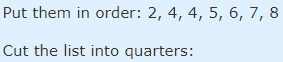 Put them in order: 2, 4, 4, 5, 6, 7, 8
Cut the list into quarters: